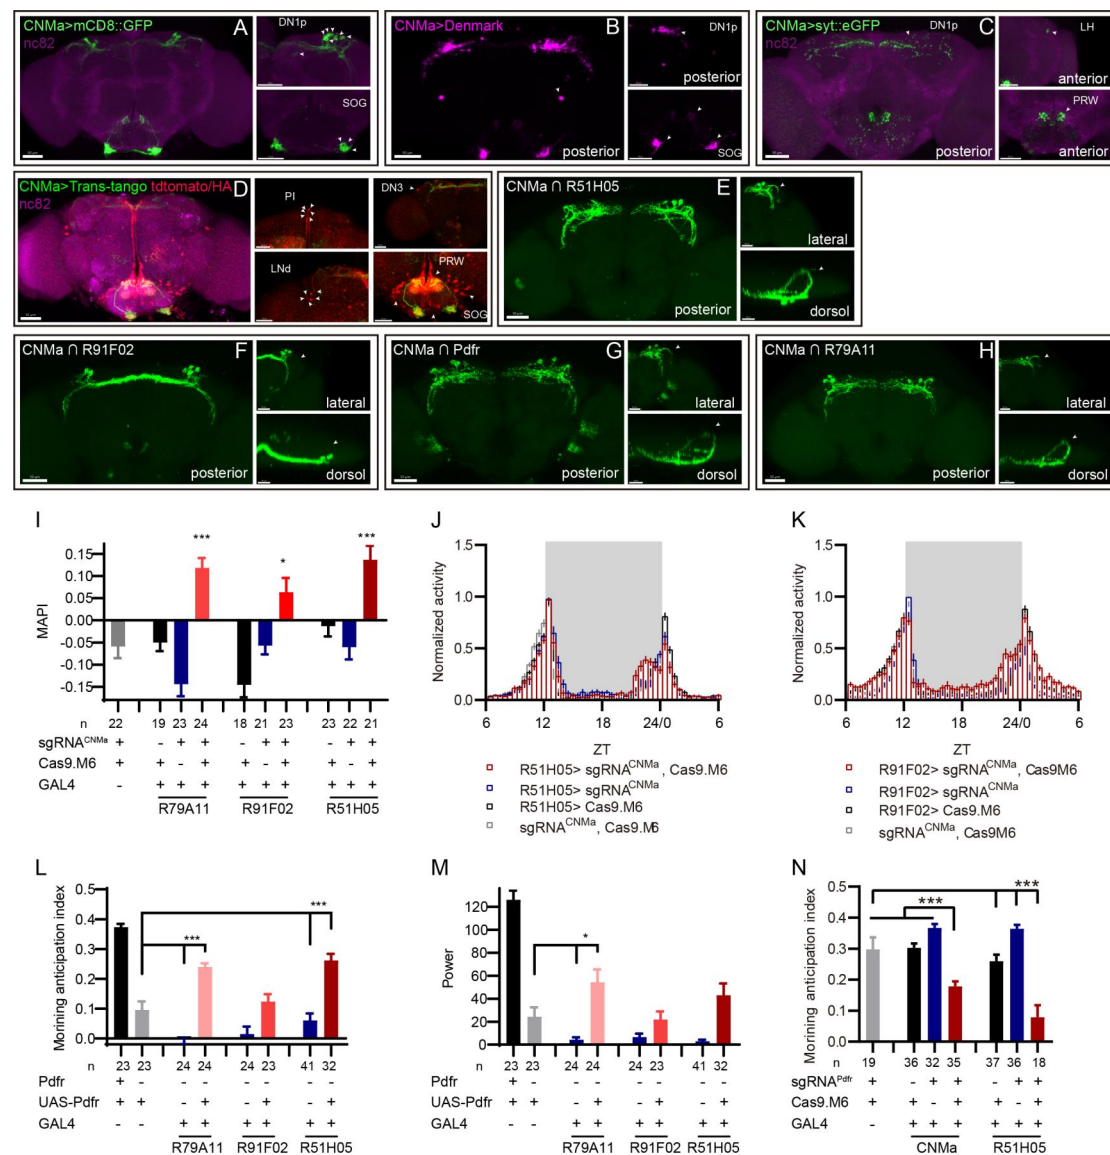 CNMa>mCD8::GFP
nc82
A
DN1p
SOG
CNMa>Denmark
B
posterior
DN1p
posterior
SOG
CNMa>syt::eGFP
nc82
DN1p
C
posterior
LH
anterior
PRW
anterior
CNMa>Trans-tango tdtomato/HA
nc82
D
PI
DN3
LNd
PRW
SOG
CNMa ∩ R51H05
E
posterior
lateral
dorsol
CNMa ∩ R91F02
F
posterior
lateral
dorsol
CNMa ∩ Pdfr
G
posterior
lateral
dorsol
CNMa ∩ R79A11
H
posterior
lateral
dorsol
I
MAPI
0.15
0.10
0.05
0.00
-0.05
-0.10
-0.15
***
*
***
n 22 19 23 24 18 21 23 23 22 21
sgRNA^CNMa + - + + - + + - + +
Cas9.M6 + + - + + - + + - +
GAL4 - + + + + + + + + +
R79A11 R91F02 R51H05
J
Normalized activity
1.5
1.0
0.5
0.0
6 12 24/0 6
ZT
R51H05> sgRNA^CNMa, Cas9.M6
R51H05> sgRNA^CNMa
R51H05> Cas9.M6
sgRNA^CNMa, Cas9.M6
K
Normalized activity
1.5
1.0
0.5
0.0
6 12 24/0 6
ZT
R91F02> sgRNA^CNMa, Cas9M6
R91F02> sgRNA^CNMa
R91F02> Cas9.M6
sgRNA^CNMa, Cas9M6
L
Morining anticipation index
0.5
0.4
0.3
0.2
0.1
0.0
***
***
n 23 23 24 24 24 23 41 32
Pdfr + - - - - - - -
UAS-Pdfr + + - + - + - +
GAL4 - - + + + + + +
R79A11 R91F02 R51H05
M
Power
120
100
80
60
40
20
0
*
n 23 23 24 24 24 23 41 32
Pdfr + - - - - - - -
UAS-Pdfr + + - + - + - +
GAL4 - - + + + + + +
R79A11 R91F02 R51H05
N
Morining anticipation index
0.5
0.4
0.3
0.2
0.1
0.0
***
***
n 19 36 32 35 37 36 18
sgRNA^Pdfr + - + + - + +
Cas9.M6 + + - + + - +
GAL4 - + + + + + +
CNMa R51H05